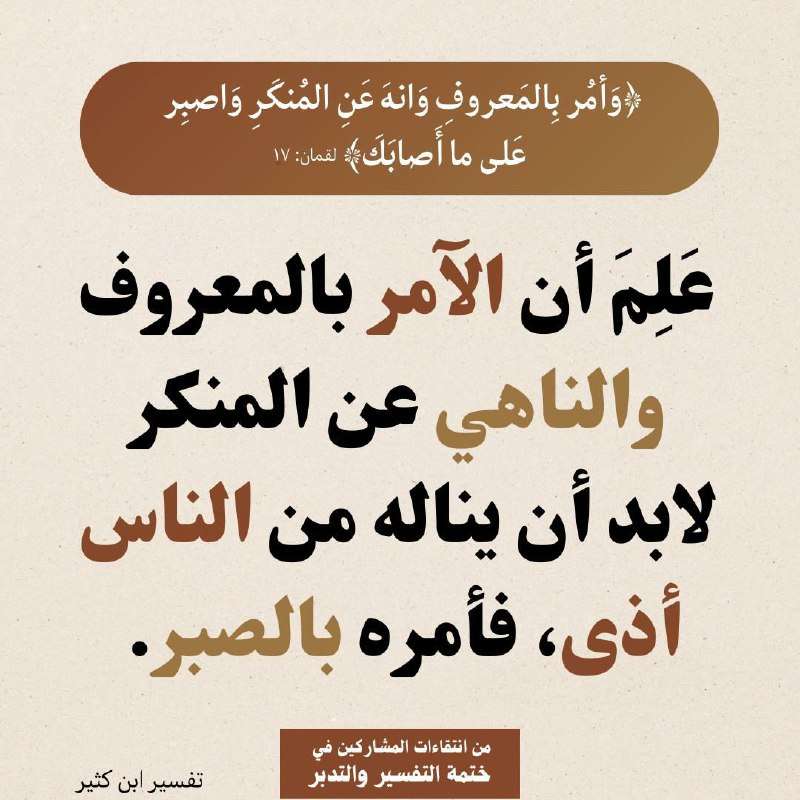 ﴿وَأمُر بِالمَعروفِ وَانهَ عَنِ المُنكَرِ وَاصبِر
عَلى ما أَصابَكَ﴾ لقمان: ١٧
عَلِمَ أن الآمر بالمعروف
والناهي عن المنكر
لابد أن يناله من الناس
أذى، فأمره بالصبر.
من انتقاءات المشاركين في
ختمة التفسير والتدبر
تفسير ابن كثير